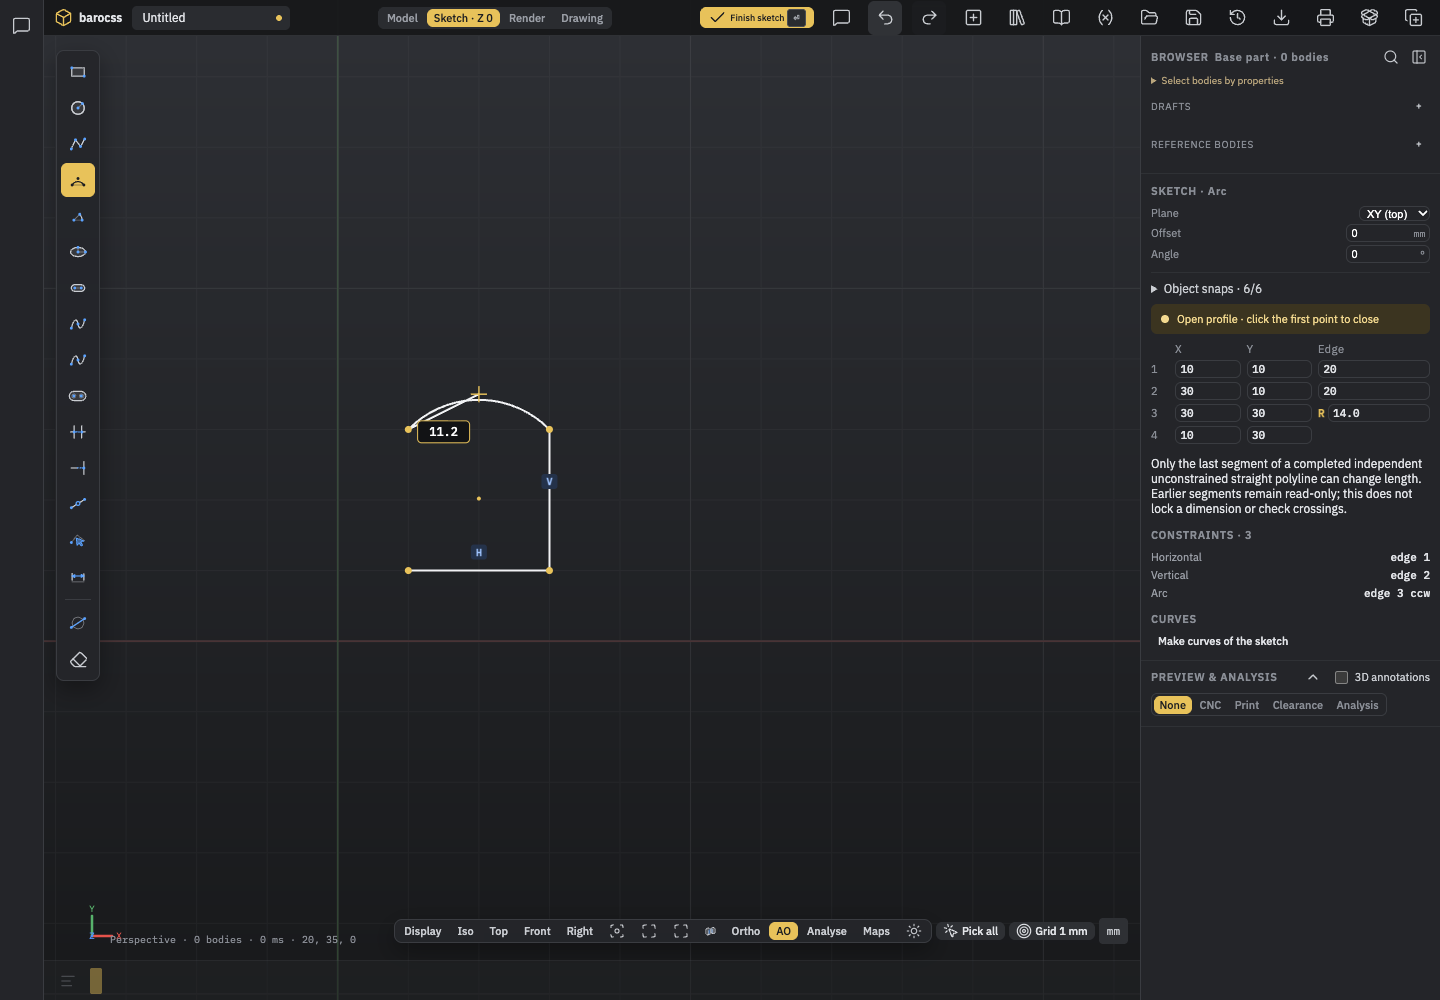 barocss
Untitled
Model
Sketch · Z 0
Render
Drawing
Finish sketch
BROWSER Base part · 0 bodies
Select bodies by properties
DRAFTS +
REFERENCE BODIES +
SKETCH · Arc
Plane XY (top)
Offset 0 mm
Angle 0 °
Object snaps · 6/6
Open profile · click the first point to close
X Y Edge
1 10 10 20
2 30 10 20
3 30 30 R 14.0
4 10 30
Only the last segment of a completed independent
unconstrained straight polyline can change length.
Earlier segments remain read-only; this does not
lock a dimension or check crossings.
CONSTRAINTS · 3
Horizontal edge 1
Vertical edge 2
Arc edge 3 ccw
CURVES
Make curves of the sketch
PREVIEW & ANALYSIS 3D annotations
None CNC Print Clearance Analysis
11.2
V
H
Y
Z X
Perspective · 0 bodies · 0 ms · 20, 35, 0
Display Iso Top Front Right Ortho AO Analyse Maps
Pick all
Grid 1 mm
mm